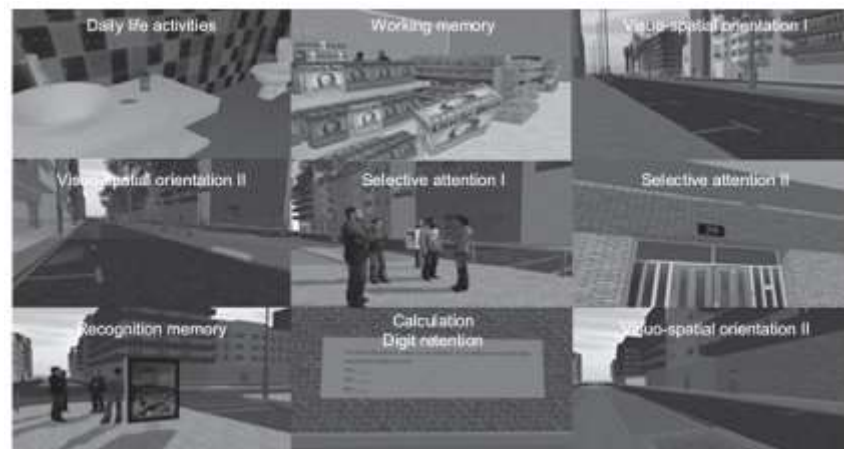 Daily life activities
Working memory
Visuo-spatial orientation I
Visuo-spatial orientation II
Selective attention I
Selective attention II
Recognition memory
Calculation
Digit retention
Visuo-spatial orientation II